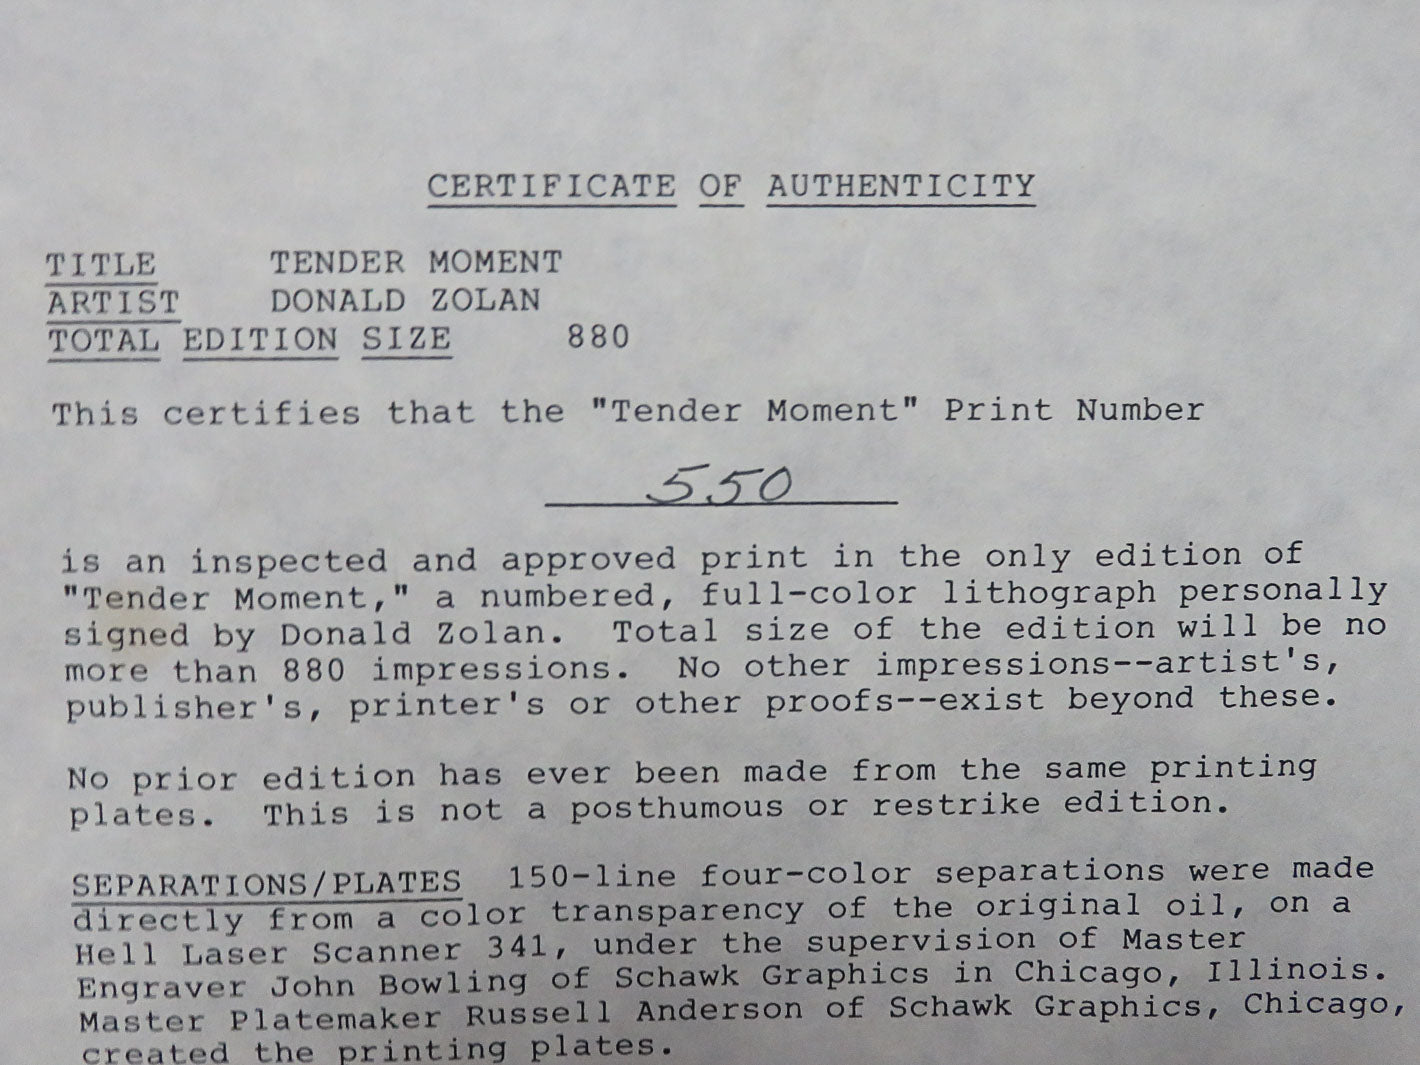 CERTIFICATE OF AUTHENTICITY
TITLE TENDER MOMENT
ARTIST DONALD ZOLAN
TOTAL EDITION SIZE 880
This certifies that the "Tender Moment" Print Number
550
is an inspected and approved print in the only edition of
"Tender Moment," a numbered, full-color lithograph personally
signed by Donald Zolan. Total size of the edition will be no
more than 880 impressions. No other impressions--artist's,
publisher's, printer's or other proofs--exist beyond these.
No prior edition has ever been made from the same printing
plates. This is not a posthumous or restrike edition.
SEPARATIONS/PLATES 150-line four-color separations were made
directly from a color transparency of the original oil, on a
Hell Laser Scanner 341, under the supervision of Master
Engraver John Bowling of Schawk Graphics in Chicago, Illinois.
Master Platemaker Russell Anderson of Schawk Graphics, Chicago,
created the printing plates.